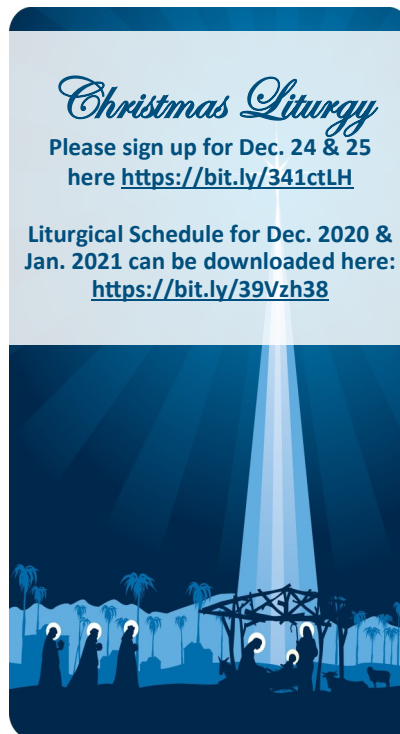 Christmas Liturgy
Please sign up for Dec. 24 & 25
here https://bit.ly/341ctLH
Liturgical Schedule for Dec. 2020 &
Jan. 2021 can be downloaded here:
https://bit.ly/39Vzh38